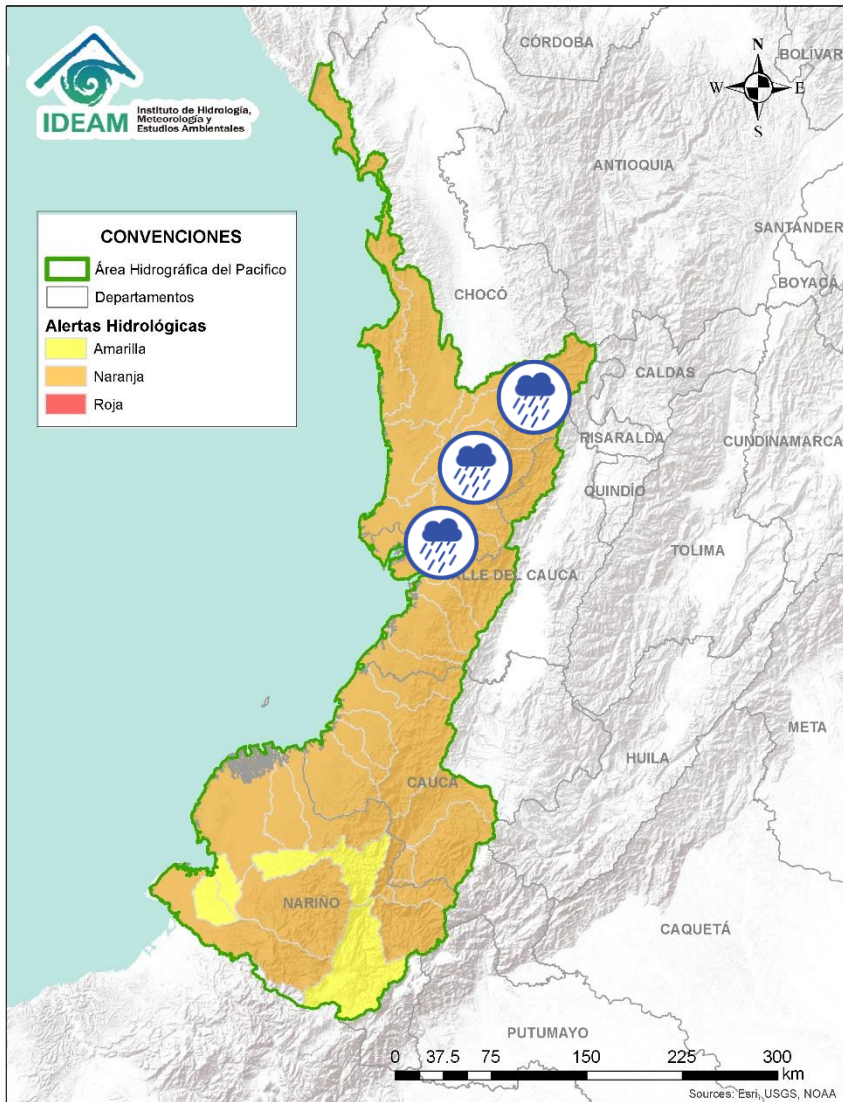 IDEAM
Instituto de Hidrología,
Meteorología y
Estudios Ambientales
CÓRDOBA
BOLÍVAR
N
W
E
S
ANTIOQUIA
SANTANDER
BOYACÁ
CONVENCIONES
Área Hidrográfica del Pacifico
Departamentos
Alertas Hidrológicas
Amarilla
Naranja
Roja
CHOCÓ
CALDAS
RISARALDA
CUNDINAMARCA
QUINDÍO
TOLIMA
ALLE DEL CAUCA
META
HUILA
CAUCA
NARIÑO
CAQUETÁ
PUTUMAYO
0 37.5 75 150 225 300
km
Sources: Esri, USGS, NOAA